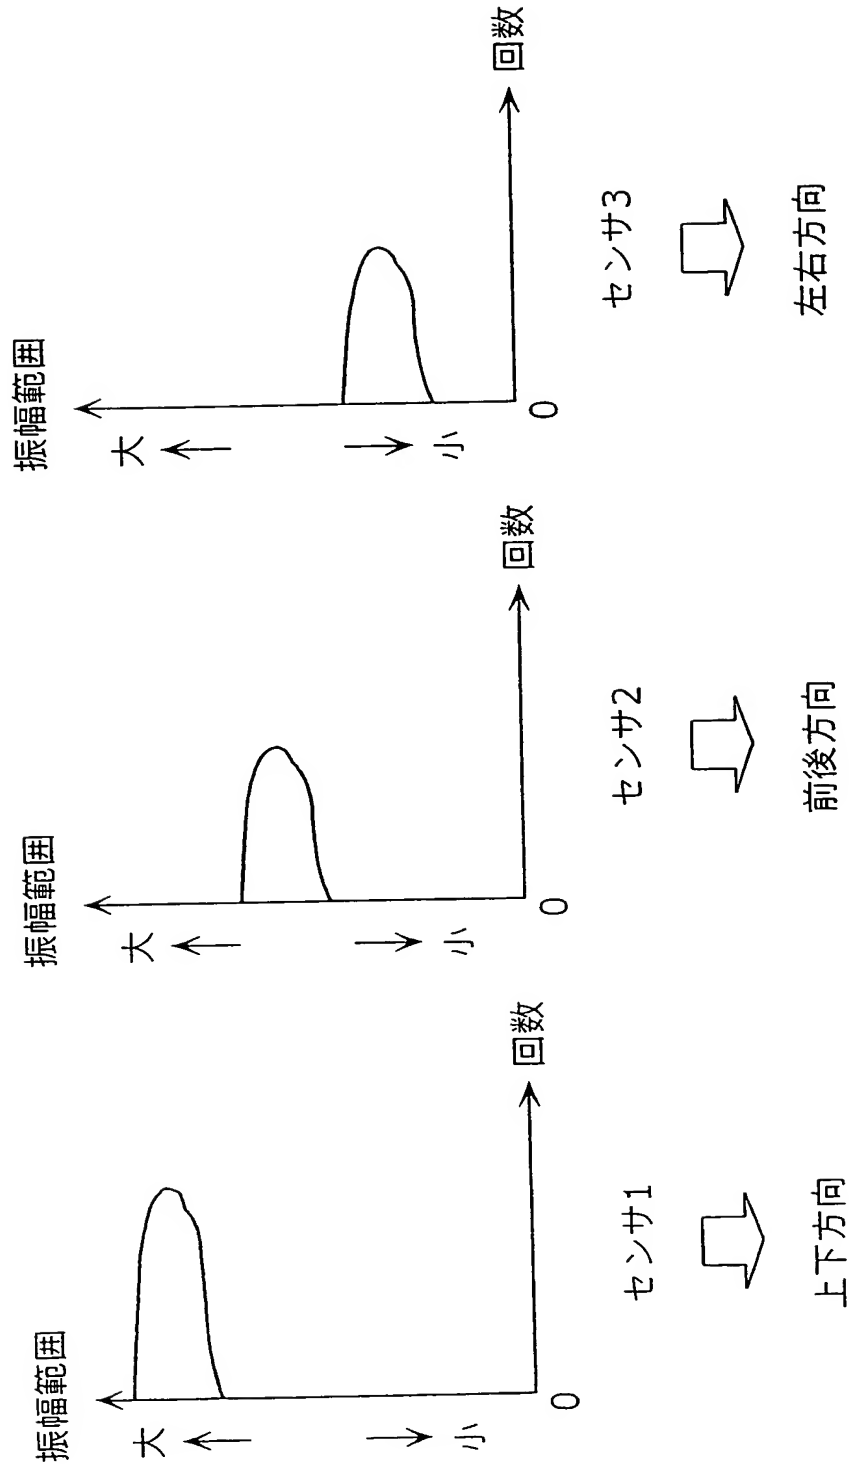 振幅範囲
大
小
0
回数
センサ1
上下方向
振幅範囲
大
小
0
回数
センサ2
前後方向
振幅範囲
大
小
0
回数
センサ3
左右方向